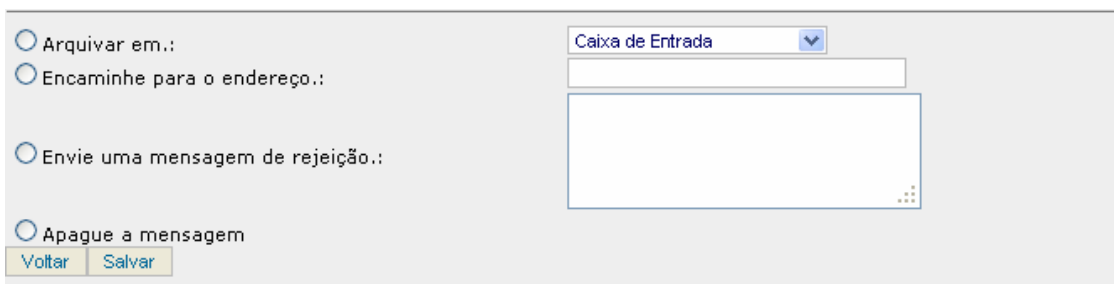 Arquivar em.: Caixa de Entrada
Encaminhe para o endereço.:
Envie uma mensagem de rejeição.:
Apague a mensagem
Voltar Salvar